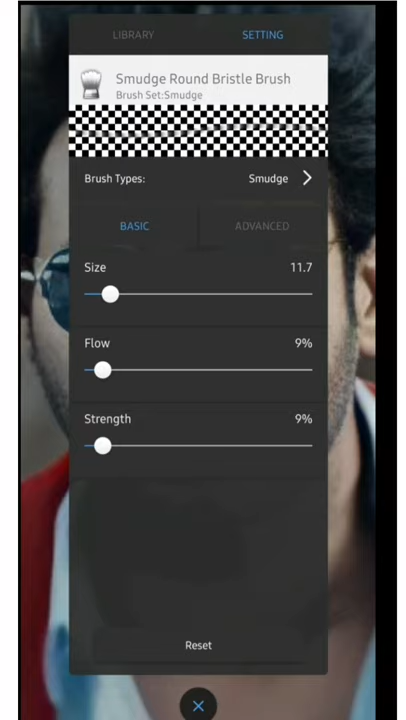 LIBRARY
SETTING
Smudge Round Bristle Brush
Brush Set:Smudge
Brush Types:
Smudge
BASIC
ADVANCED
Size
11.7
Flow
9%
Strength
9%
Reset